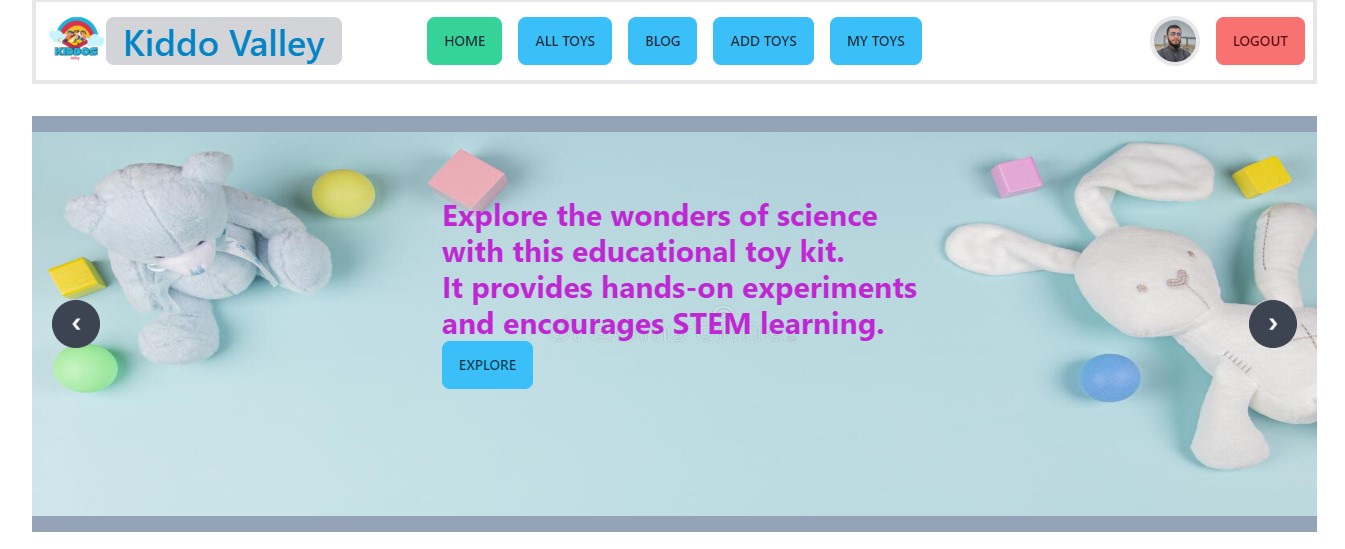 KIDDOG
Kiddo Valley
HOME
ALL TOYS
BLOG
ADD TOYS
MY TOYS
LOGOUT
Explore the wonders of science
with this educational toy kit.
It provides hands-on experiments
and encourages STEM learning.
EXPLORE
‹
›